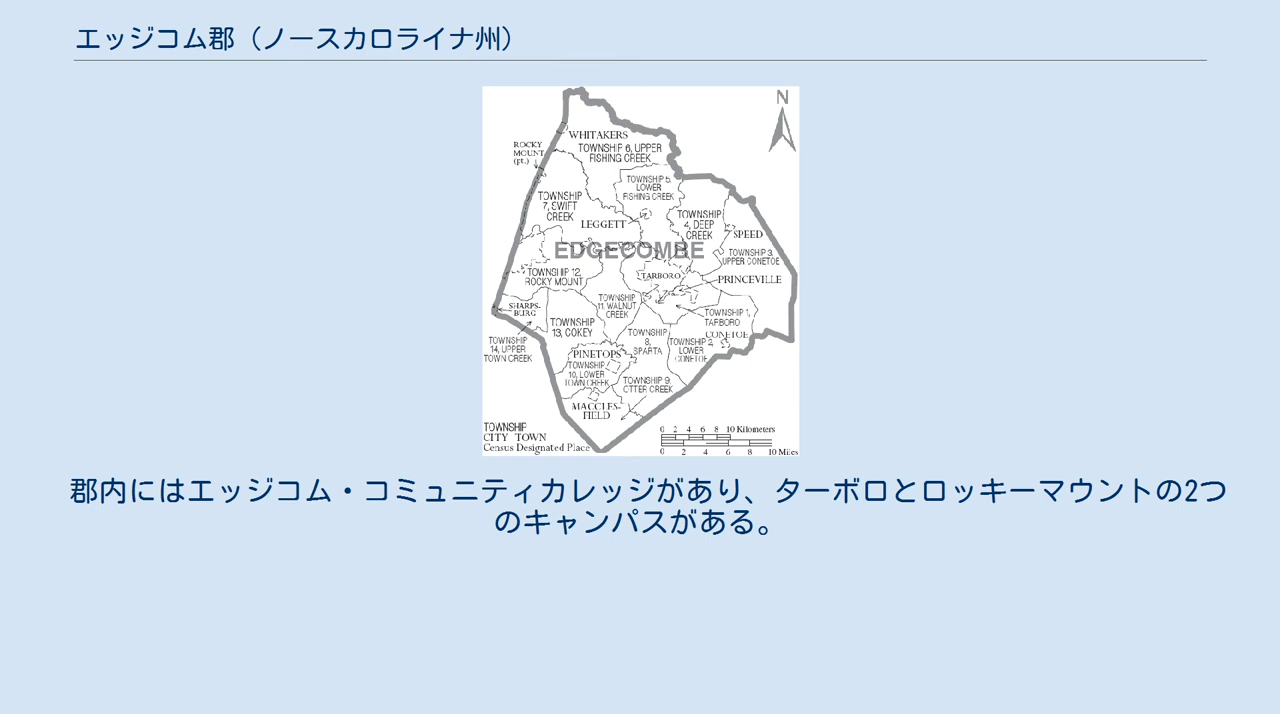 エッジコム郡（ノースカロライナ州）
N
WHITAKERS
ROCKY
MOUNT
(pt.)
TOWNSHIP 6, UPPER
FISHING CREEK
TOWNSHIP 5,
LOWER
FISHING CREEK
TOWNSHIP
7, SWIFT
CREEK
LEGGETT
TOWNSHIP
4, DEEP
CREEK
SPEED
EDGECOMBE
TOWNSHIP 3,
UPPER CONETOE
TOWNSHIP 12,
ROCKY MOUNT
TARBORO
PRINCEVILLE
SHARPS-
BURG
TOWNSHIP
11, WALNUT
CREEK
TOWNSHIP 1,
TARBORO
TOWNSHIP
13, COKEY
TOWNSHIP
8,
SPARTA
TOWNSHIP 2,
LOWER
CONETOE
CONETOE
TOWNSHIP
14, UPPER
TOWN CREEK
PINETOPS
TOWNSHIP
10, LOWER
TOWN CREEK
TOWNSHIP 9,
OTTER CREEK
MACCLES-
FIELD
TOWNSHIP
CITY TOWN
Census Designated Place
0 2 4 6 8 10 Kilometers
0 2 4 6 8 10 Miles
郡内にはエッジコム・コミュニティカレッジがあり、ターボロとロッキーマウントの2つ
のキャンパスがある。